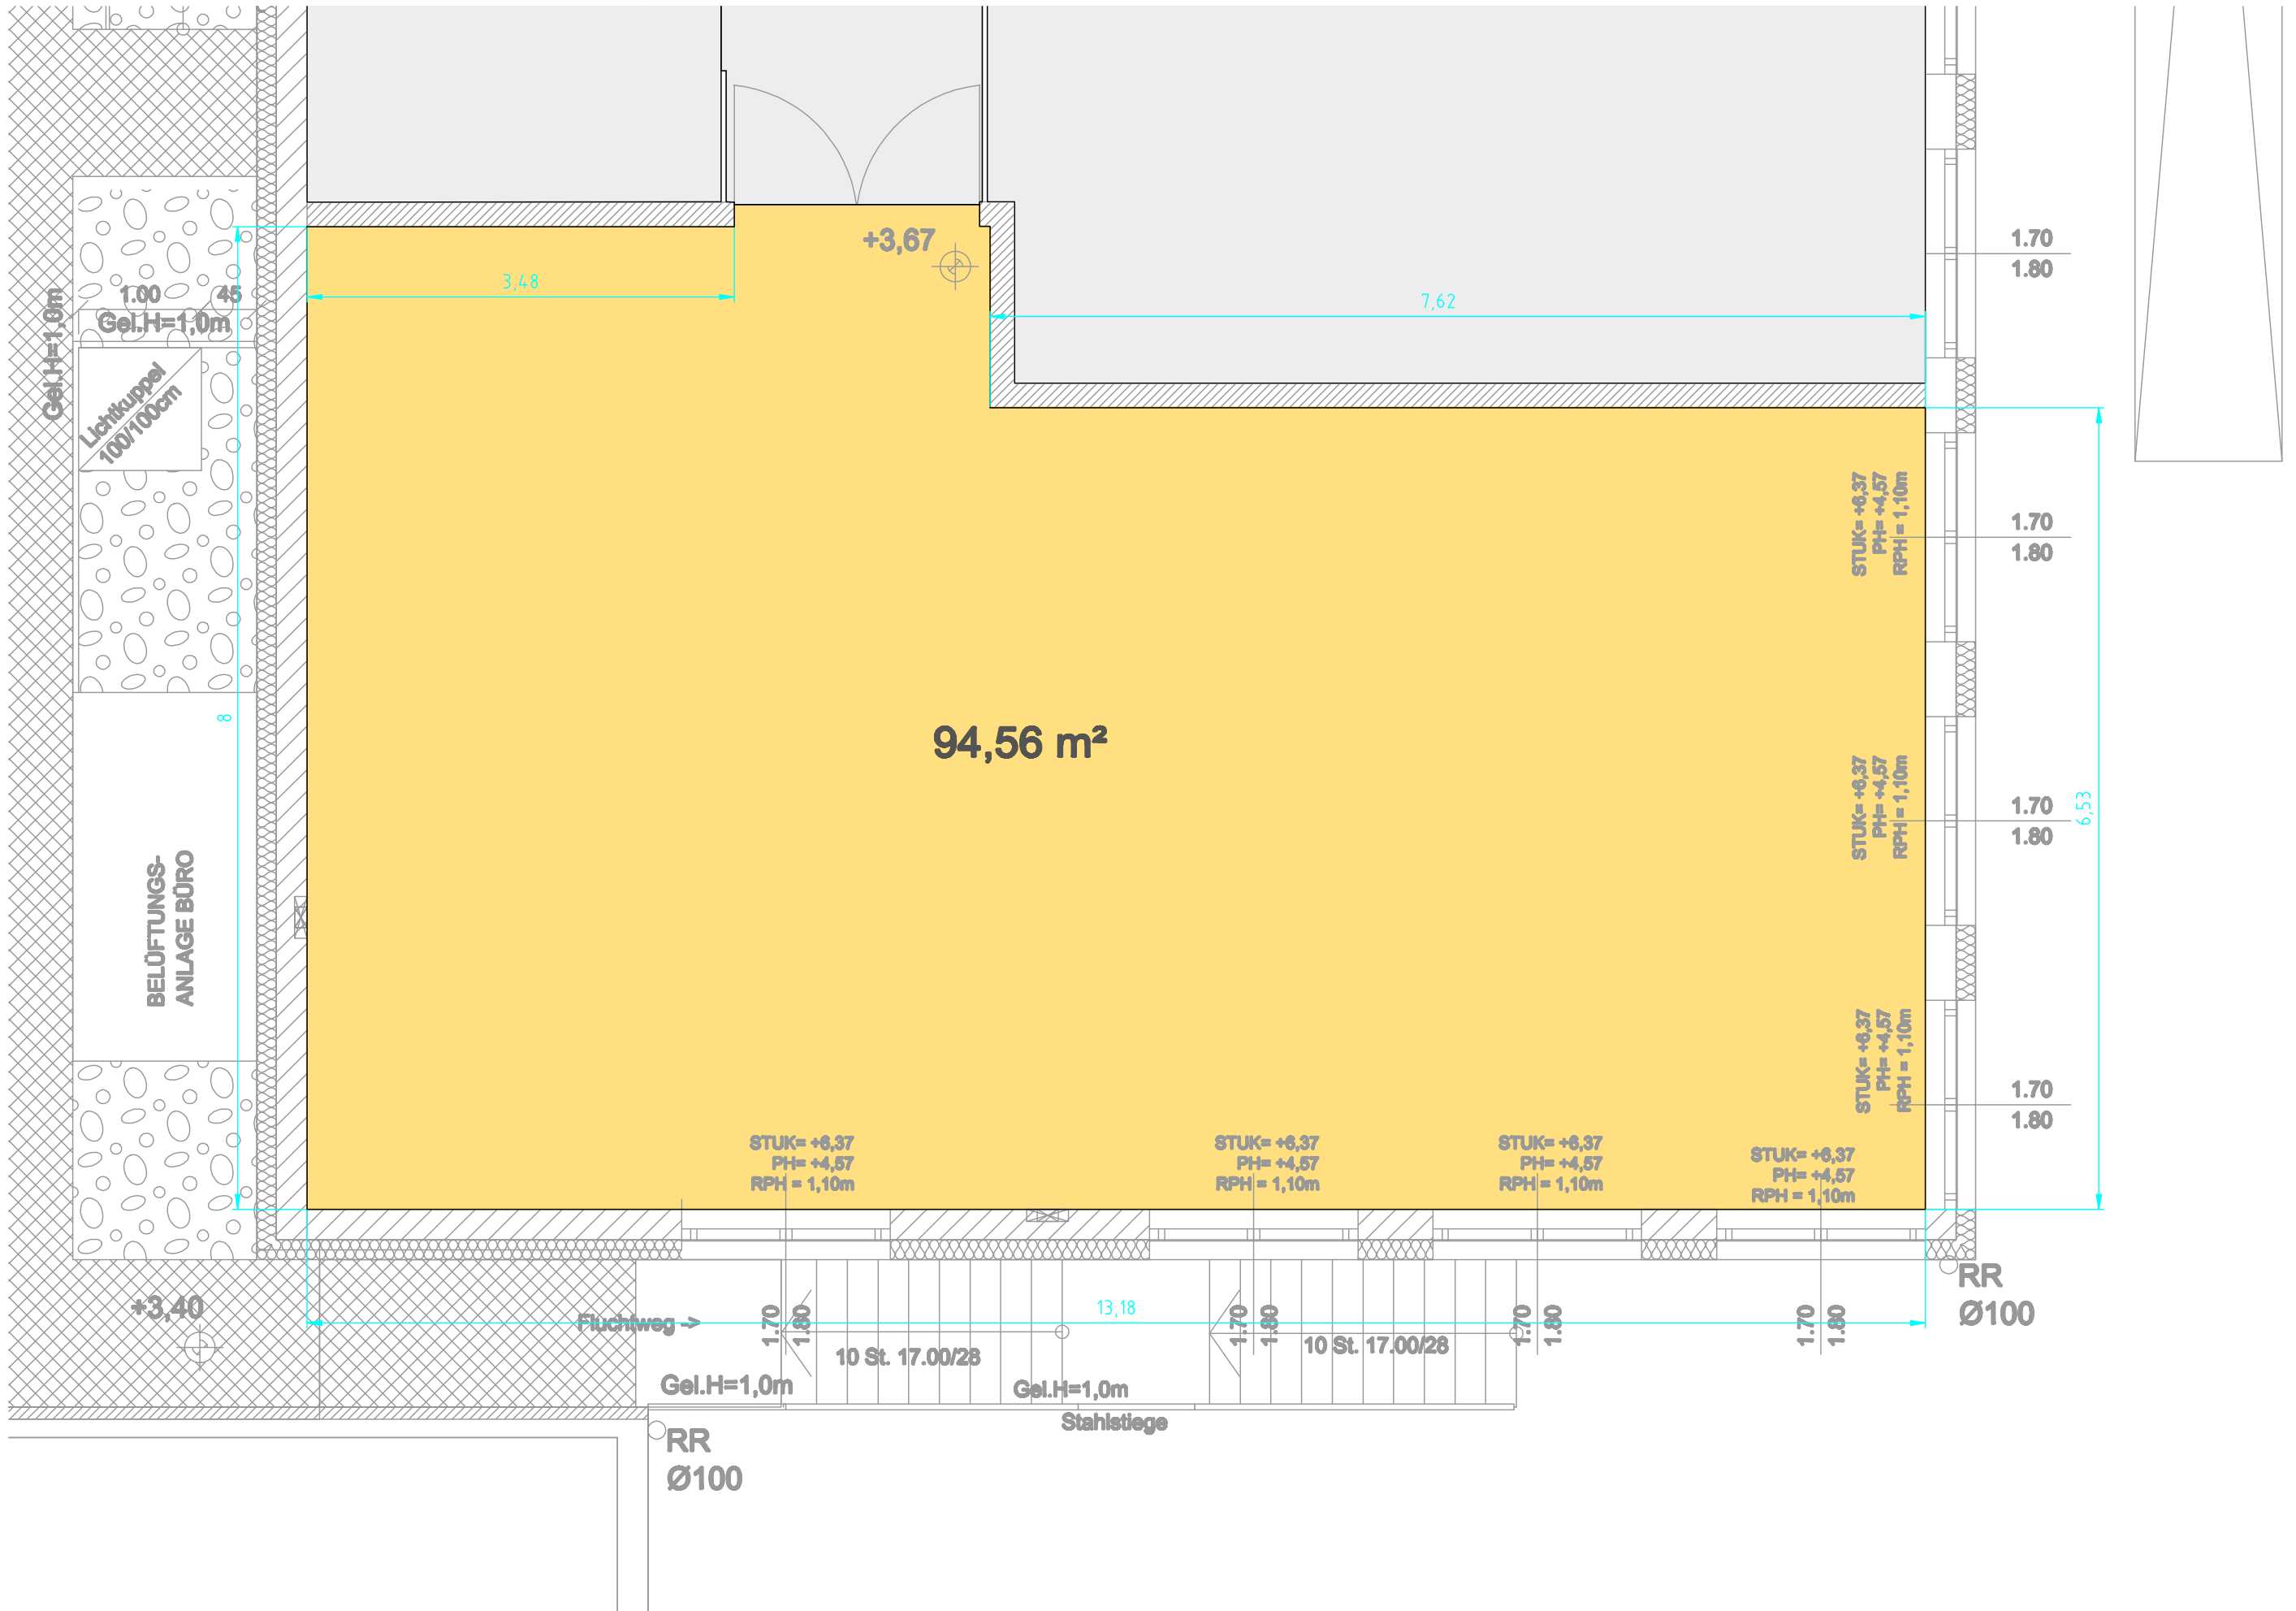 +3,67
1.70
1.80
3,48
7,62
1.00 45
Gel.H=1,0m
Gel.H=1,0m
Lichtkuppel
100/100cm
STUK= +6,37
PH= +4,57
RPH = 1,10m
1.70
1.80
8
94,56 m²
STUK= +6,37
PH= +4,57
RPH = 1,10m
1.70
1.80
6,53
BELÜFTUNGS-
ANLAGE BÜRO
STUK= +6,37
PH= +4,57
RPH = 1,10m
1.70
1.80
STUK= +6,37
PH= +4,57
RPH = 1,10m
STUK= +6,37
PH= +4,57
RPH = 1,10m
STUK= +6,37
PH= +4,57
RPH = 1,10m
STUK= +6,37
PH= +4,57
RPH = 1,10m
RR
Ø100
+3,40
Fluchtweg ->
1.70
1.80
13,18
1.70
1.80
1.70
1.80
1.70
1.80
10 St. 17.00/28
10 St. 17.00/28
Gel.H=1,0m
Gel.H=1,0m
Stahlstiege
RR
Ø100